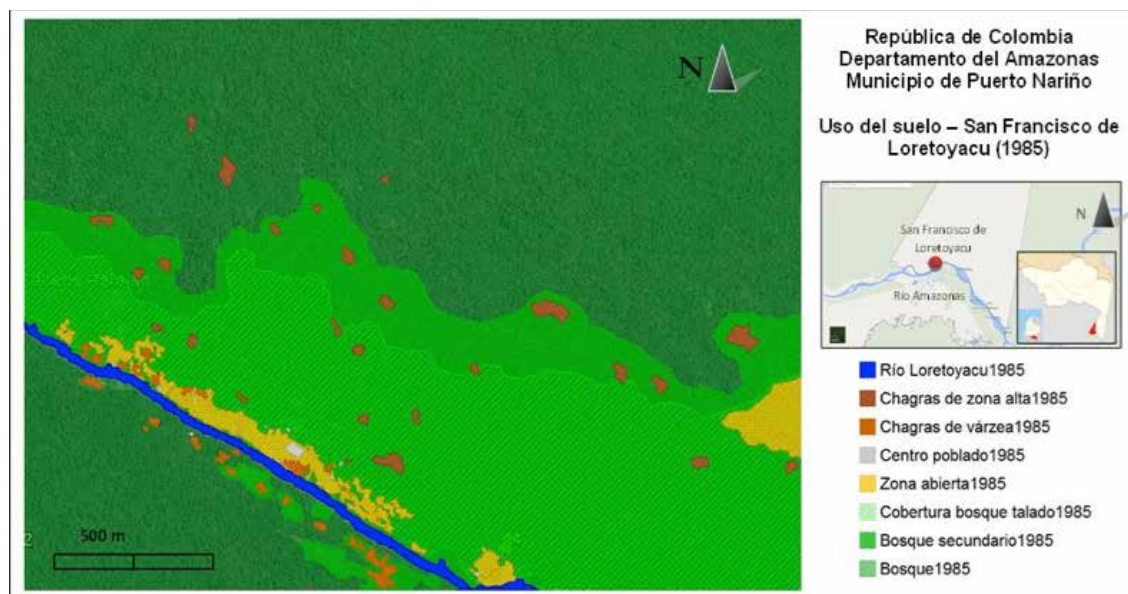 República de Colombia
Departamento del Amazonas
Municipio de Puerto Nariño
Uso del suelo – San Francisco de
Loretoyacu (1985)
N
N
San Francisco de
Loretoyacu
Río Amazonas
Río Loretoyacu1985
Chagras de zona alta1985
Chagras de várzea1985
Centro poblado1985
Zona abierta1985
Cobertura bosque talado1985
Bosque secundario1985
Bosque1985
500 m